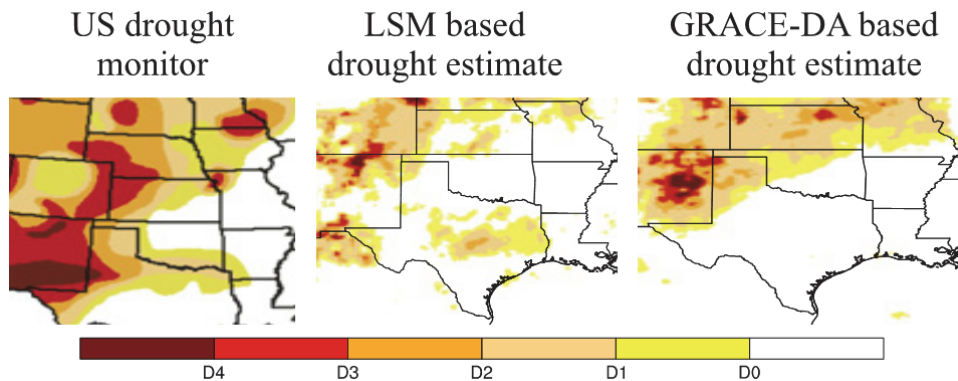 US drought
monitor
LSM based
drought estimate
GRACE-DA based
drought estimate
D4 D3 D2 D1 D0